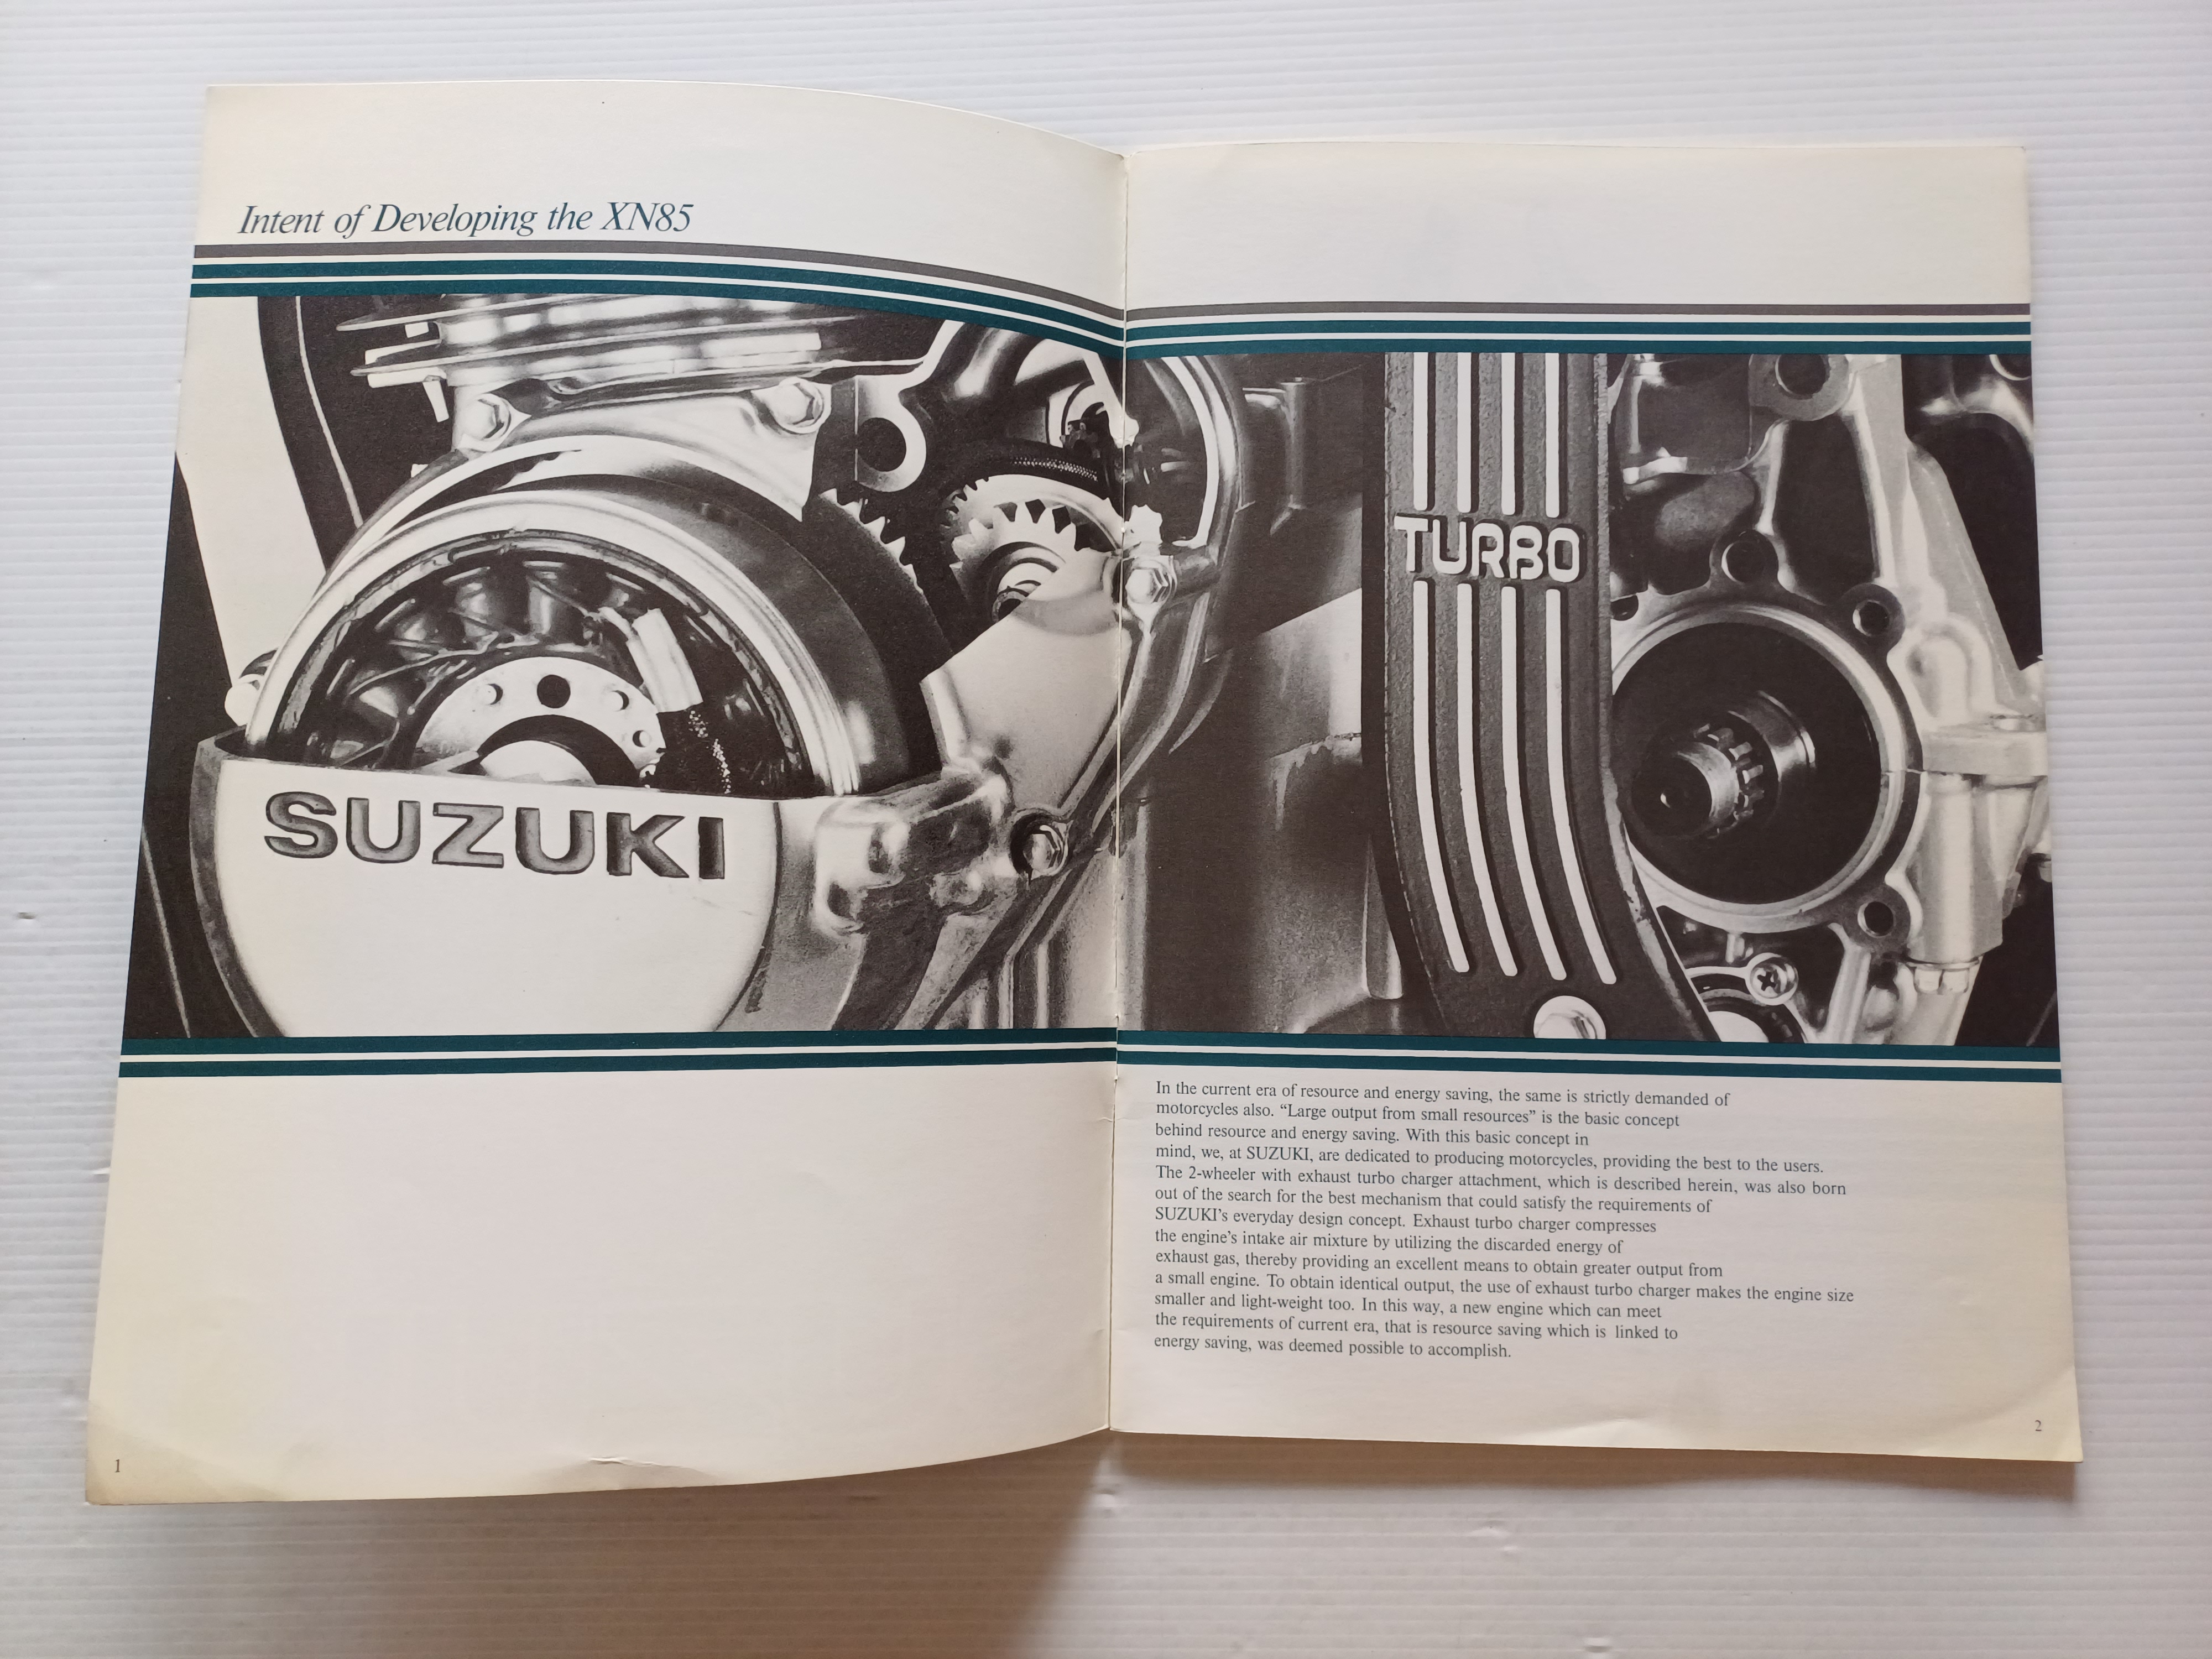 Intent of Developing the XN85
SUZUKI
TURBO
In the current era of resource and energy saving, the same is strictly demanded of
motorcycles also. “Large output from small resources” is the basic concept
behind resource and energy saving. With this basic concept in
mind, we, at SUZUKI, are dedicated to producing motorcycles, providing the best to the users.
The 2-wheeler with exhaust turbo charger attachment, which is described herein, was also born
out of the search for the best mechanism that could satisfy the requirements of
SUZUKI’s everyday design concept. Exhaust turbo charger compresses
the engine’s intake air mixture by utilizing the discarded energy of
exhaust gas, thereby providing an excellent means to obtain greater output from
a small engine. To obtain identical output, the use of exhaust turbo charger makes the engine size
smaller and light-weight too. In this way, a new engine which can meet
the requirements of current era, that is resource saving which is linked to
energy saving, was deemed possible to accomplish.
1
2